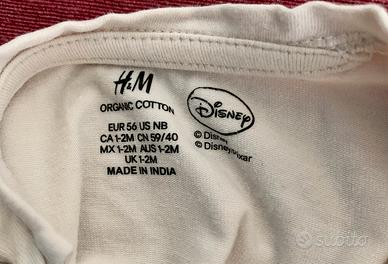 H&M
ORGANIC COTTON
EUR 56 US NB
CA 1-2M CN 59/40
MX 1-2M AUS 1-2M
UK 1-2M
MADE IN INDIA
Disney
© Disney
© Disney/Pixar
subito